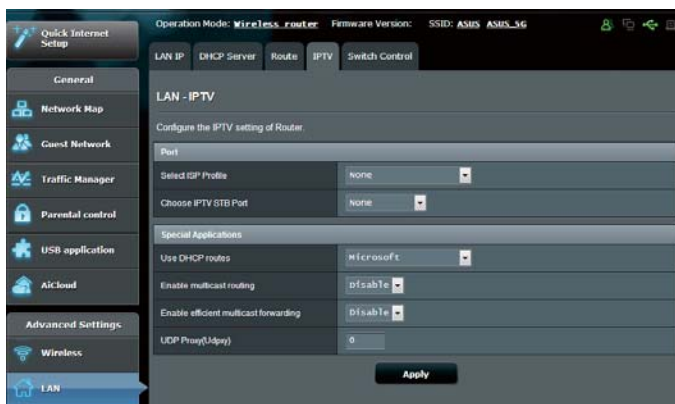 Quick Internet
Setup
Operation Mode: Wireless router Firmware Version: SSID: ASUS ASUS_5G
LAN IP DHCP Server Route IPTV Switch Control
General
Network Map
Guest Network
Traffic Manager
Parental control
USB application
AiCloud
Advanced Settings
Wireless
LAN
LAN - IPTV
Configure the IPTV setting of Router.
Port
Select ISP Profile None
Choose IPTV STB Port None
Special Applications
Use DHCP routes Microsoft
Enable multicast routing Disable
Enable efficient multicast forwarding Disable
UDP Proxy(Udpxy) 0
Apply